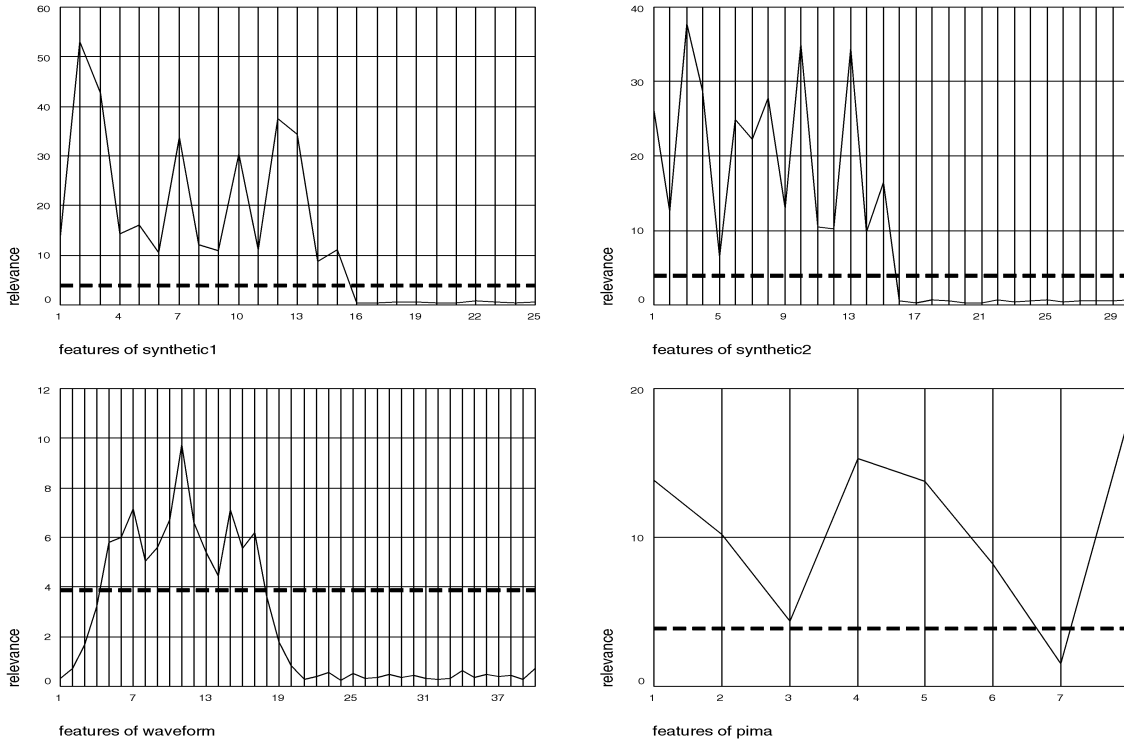 60
50
40
30
20
10
0
relevance
1 4 7 10 13 16 19 22 25
features of synthetic1
40
30
20
10
0
relevance
1 5 9 13 17 21 25 29
features of synthetic2
12
10
8
6
4
2
0
relevance
1 7 13 19 25 31 37
features of waveform
20
10
0
relevance
1 2 3 4 5 6 7
features of pima